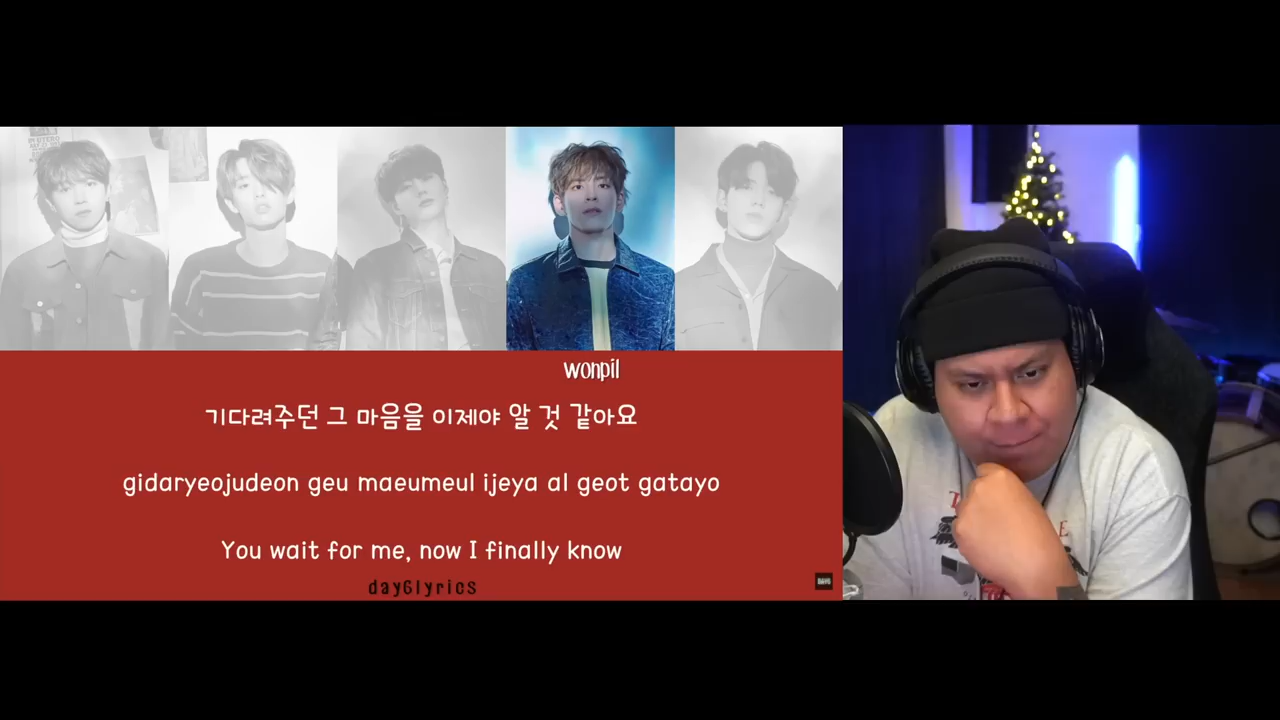 wonpil
기다려주던 그 마음을 이제야 알 것 같아요
gidaryeojudeon geu maeumeul ijeya al geot gatayo
You wait for me, now I finally know
day6lyrics
DAY6